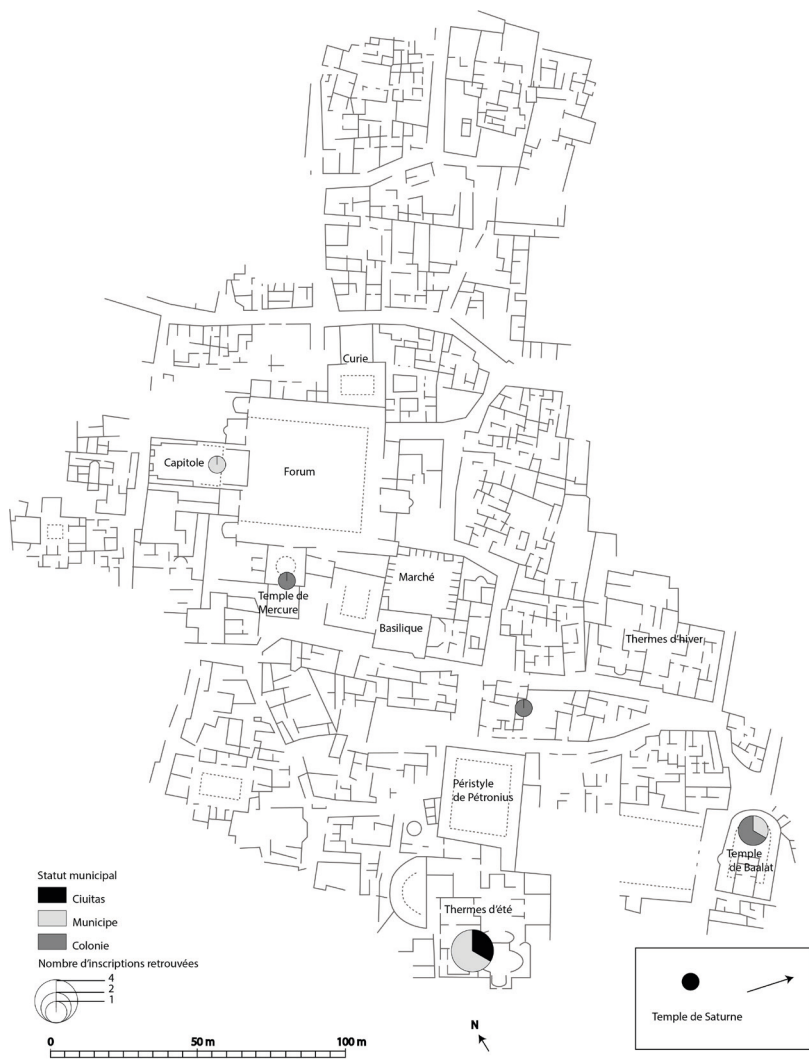 Curie
Capitole
Forum
Marché
Temple de
Mercure
Basilique
Thermes d'hiver
Péristyle
de Pétronius
Temple
de Baalat
Thermes d'été
Statut municipal
Ciuitas
Municipe
Colonie
Nombre d'inscriptions retrouvées
4
2
1
0
50 m
100 m
N
Temple de Saturne